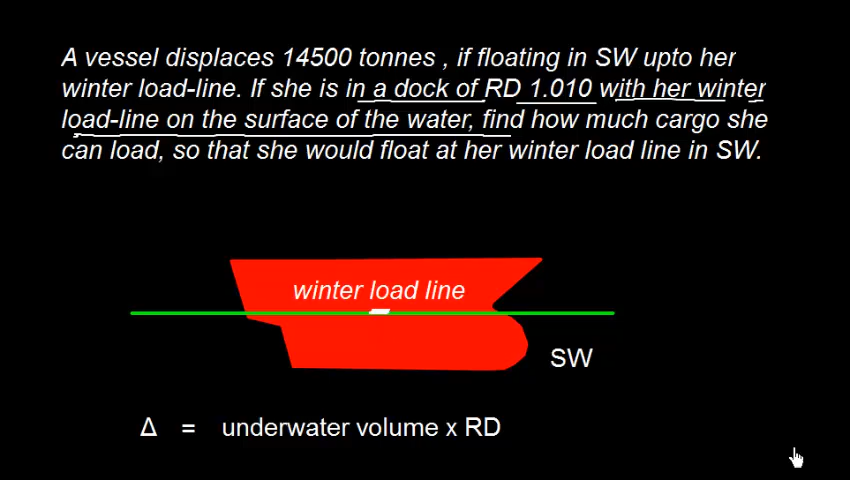 A vessel displaces 14500 tonnes , if floating in SW upto her
winter load-line. If she is in a dock of RD 1.010 with her winter
load-line on the surface of the water, find how much cargo she
can load, so that she would float at her winter load line in SW.
winter load line
SW
Δ = underwater volume x RD